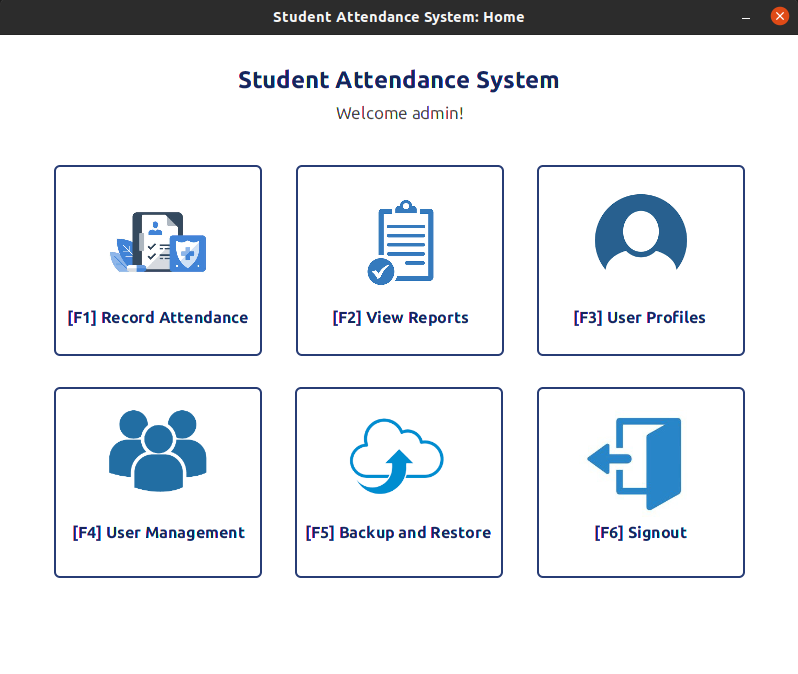 Student Attendance System: Home
Student Attendance System
Welcome admin!
[F1] Record Attendance
[F2] View Reports
[F3] User Profiles
[F4] User Management
[F5] Backup and Restore
[F6] Signout